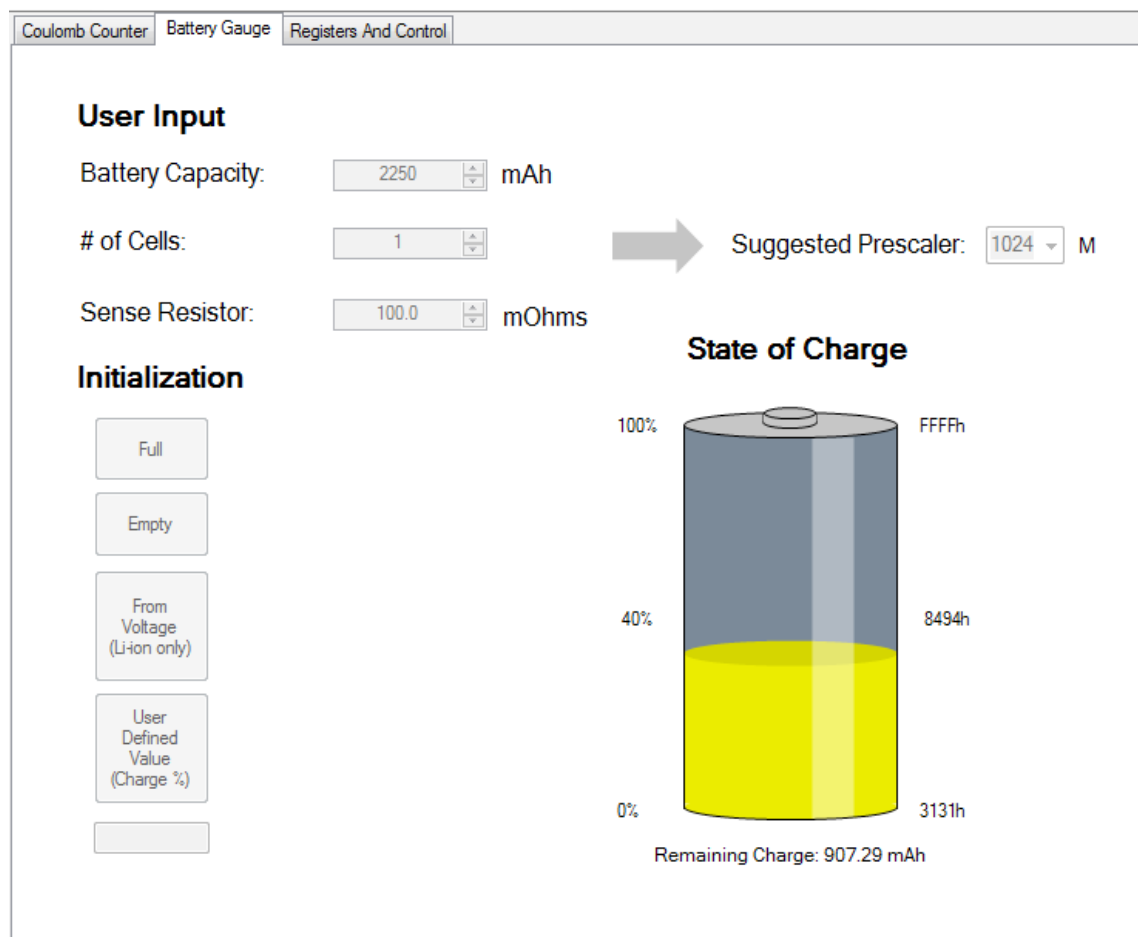 Coulomb Counter Battery Gauge Registers And Control
User Input
Battery Capacity: 2250 mAh
# of Cells: 1
Suggested Prescaler: 1024 M
Sense Resistor: 100.0 mOhms
State of Charge
Initialization
100% FFFFh
Full
Empty
From
Voltage
(Li-ion only)
40% 8494h
User
Defined
Value
(Charge %)
0% 3131h
Remaining Charge: 907.29 mAh